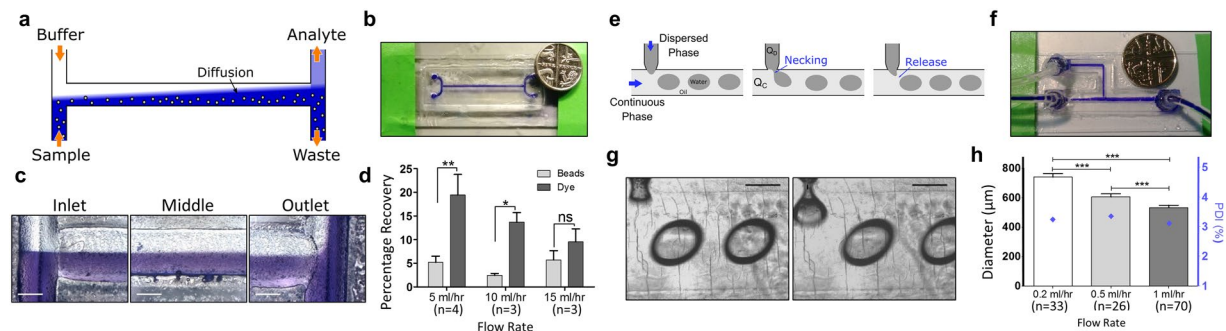 a
Buffer
Analyte
Diffusion
Sample
Waste
b
c
Inlet
Middle
Outlet
d
Percentage Recovery
25
20
15
10
5
0
Beads
Dye
**
*
ns
5 ml/hr
(n=4)
10 ml/hr
(n=3)
15 ml/hr
(n=3)
Flow Rate
e
Dispersed
Phase
Water
Oil
Continuous
Phase
QD
QC
Necking
Release
f
g
h
Diameter (µm)
800
600
400
200
0
***
***
***
5
4
3
2
1
PDI (%)
0.2 ml/hr
(n=33)
0.5 ml/hr
(n=26)
1 ml/hr
(n=70)
Flow Rate